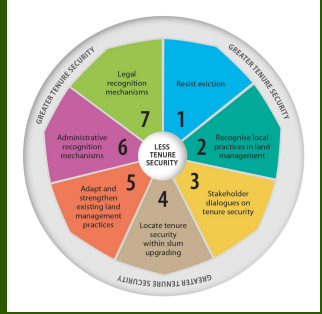 GREATER TENURE SECURITY
GREATER TENURE SECURITY
Legal
recognition
mechanisms
7
Resist eviction
1
Administrative
recognition
mechanisms
6
LESS
TENURE
SECURITY
2
Recognise local
practices in land
management
5
Adapt and
strengthen
existing land
management
practices
4
Locate tenure
security
within slum
upgrading
3
Stakeholder
dialogues on
tenure security
GREATER TENURE SECURITY